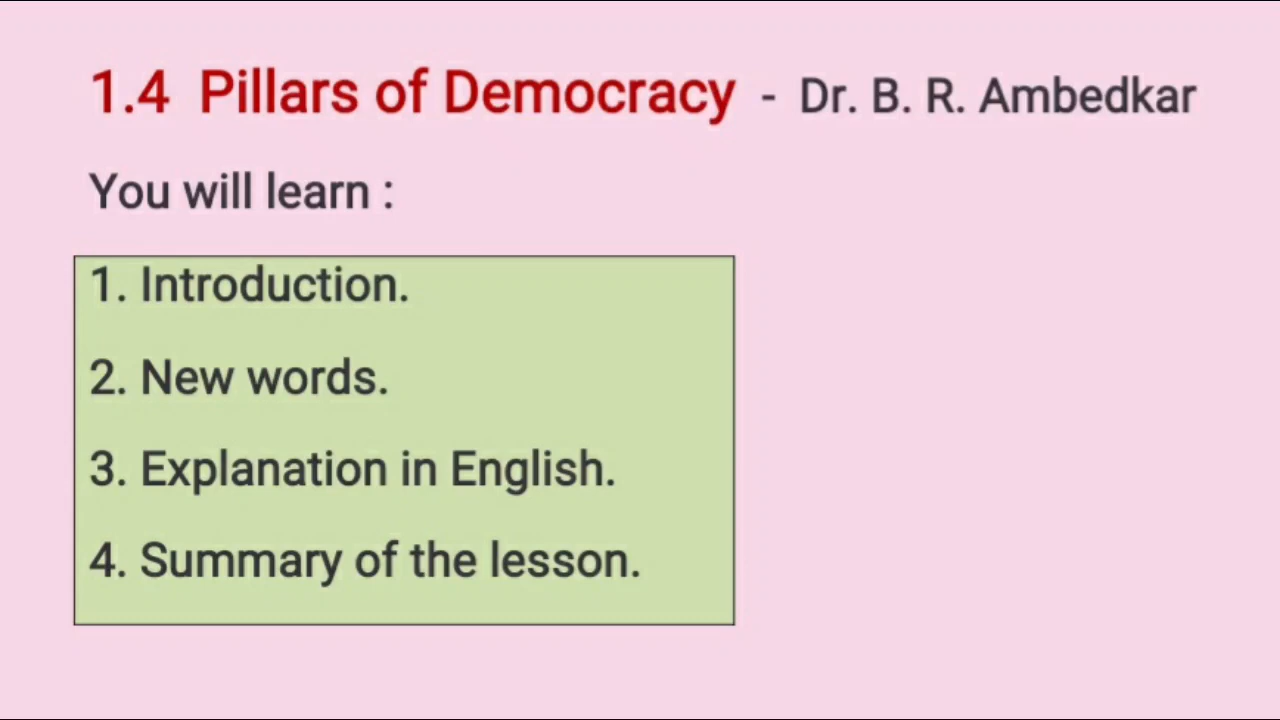 1.4 Pillars of Democracy - Dr. B. R. Ambedkar
You will learn :
1. Introduction.
2. New words.
3. Explanation in English.
4. Summary of the lesson.